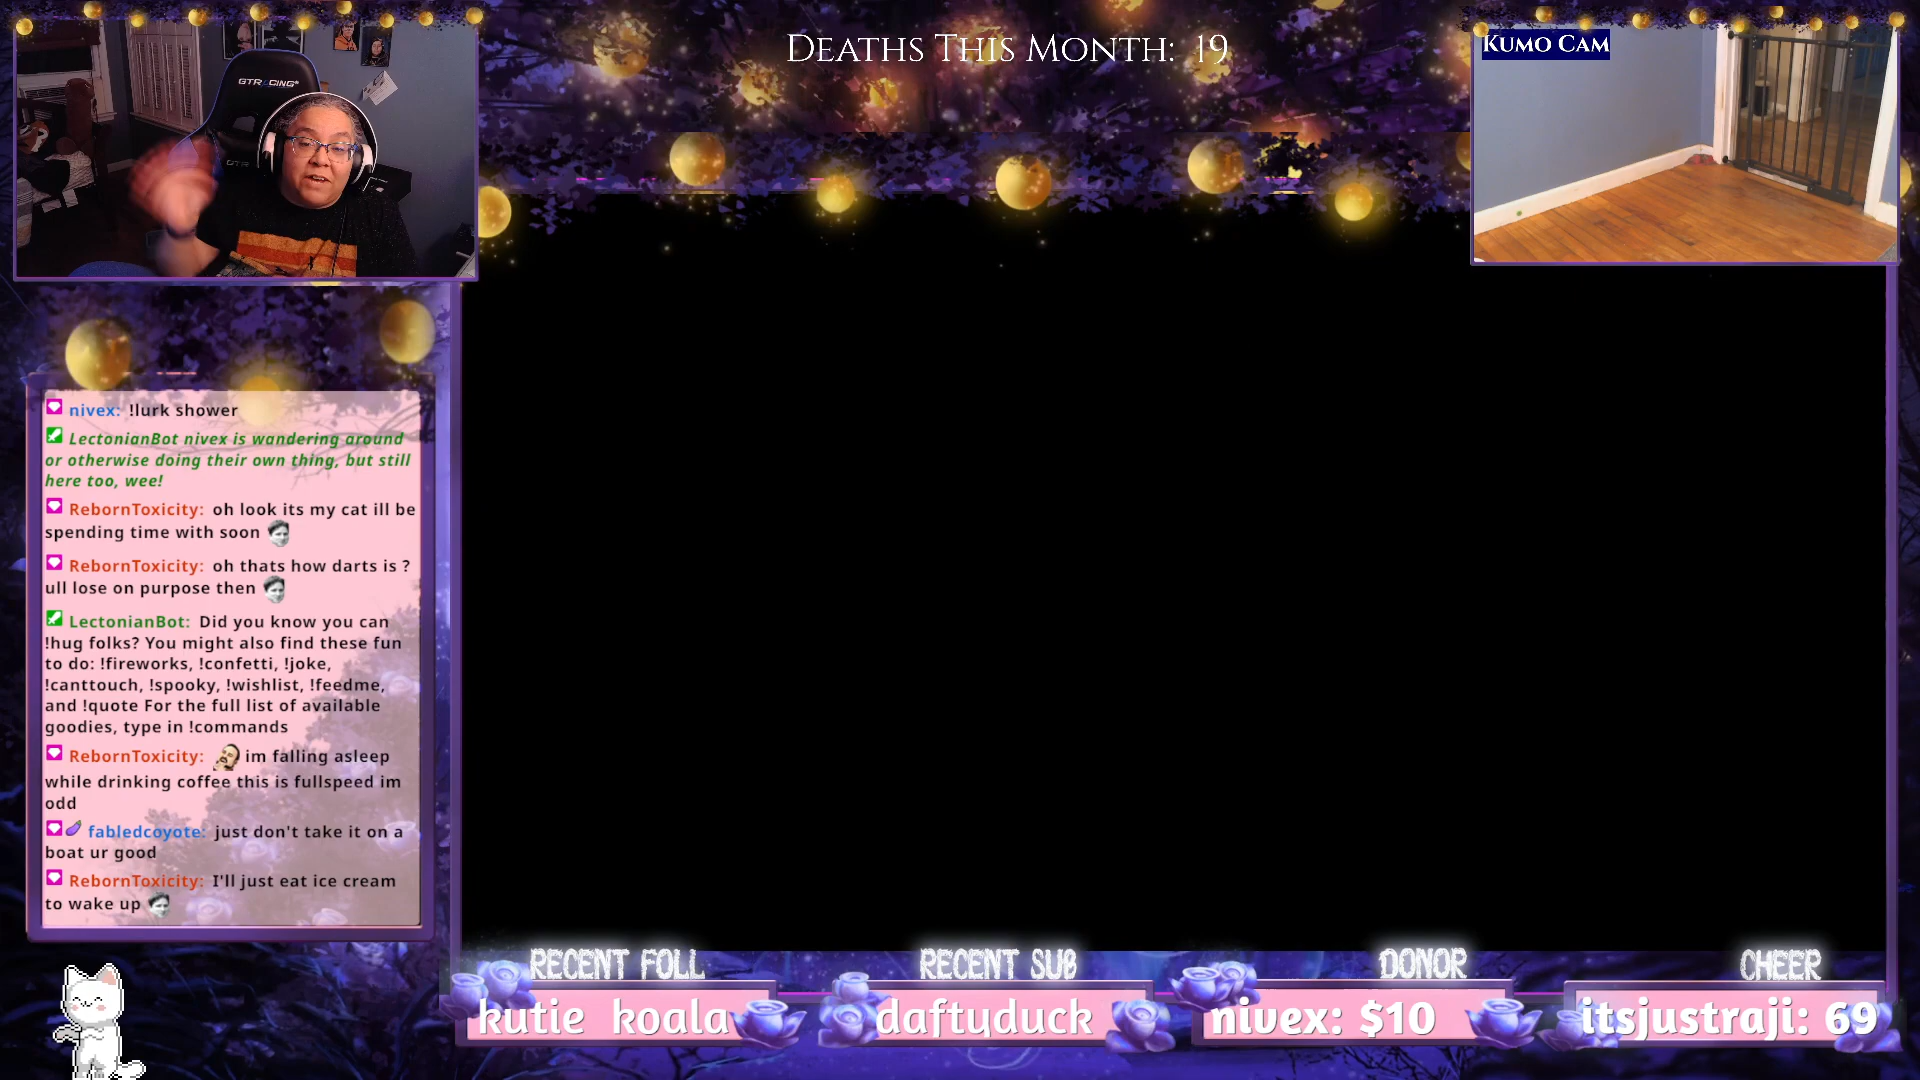 DEATHS THIS MONTH: 19
KUMO CAM
GTRACING
GTR
nivex: !lurk shower
LectonianBot nivex is wandering around
or otherwise doing their own thing, but still
here too, wee!
RebornToxicity: oh look its my cat ill be
spending time with soon
RebornToxicity: oh thats how darts is ?
ull lose on purpose then
LectonianBot: Did you know you can
!hug folks? You might also find these fun
to do: !fireworks, !confetti, !joke,
!canttouch, !spooky, !wishlist, !feedme,
and !quote For the full list of available
goodies, type in !commands
RebornToxicity: im falling asleep
while drinking coffee this is fullspeed im
odd
fabledcoyote: just don't take it on a
boat ur good
RebornToxicity: I'll just eat ice cream
to wake up
RECENT FOLL
RECENT SUB
DONOR
CHEER
kutie koala
daftyduck
nivex: $10
itsjustraji: 69